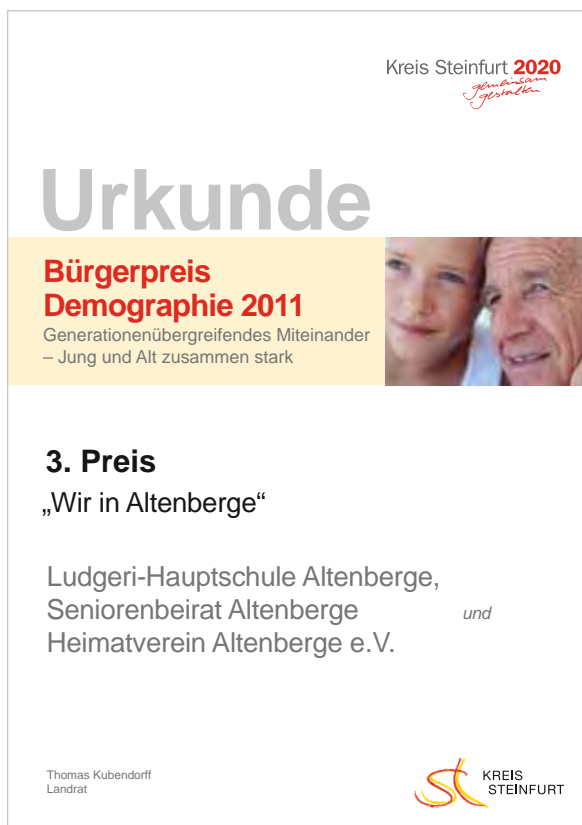 Kreis Steinfurt 2020
gemeinsam
gestalten
Urkunde
Bürgerpreis
Demographie 2011
Generationenübergreifendes Miteinander
– Jung und Alt zusammen stark
3. Preis
„Wir in Altenberge“
Ludgeri-Hauptschule Altenberge,
Seniorenbeirat Altenberge und
Heimatverein Altenberge e.V.
Thomas Kubendorff
Landrat
st KREIS
STEINFURT